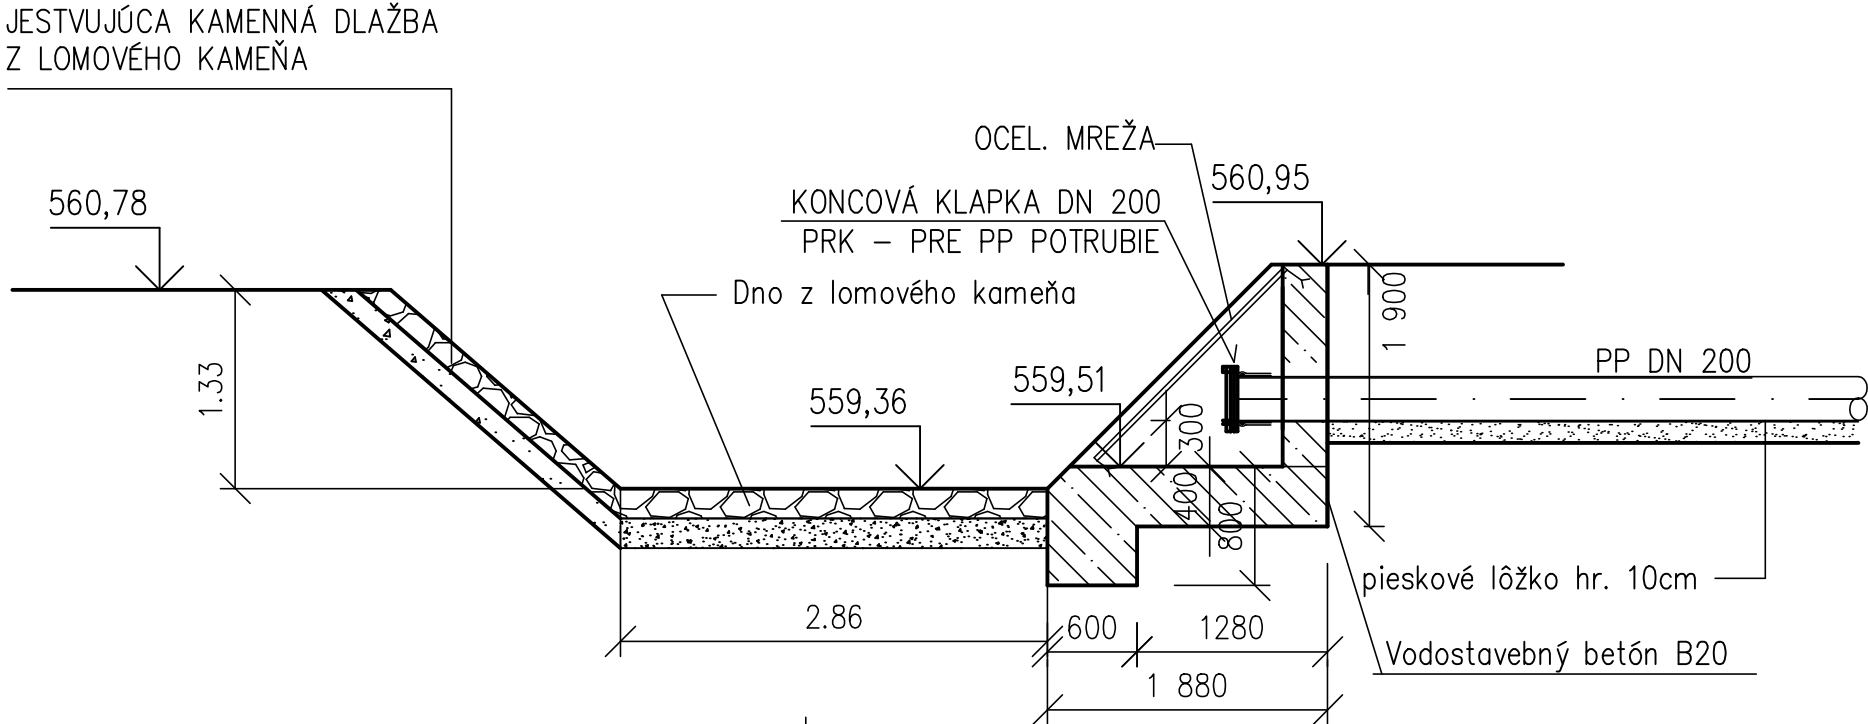 JESTVUJÚCA KAMENNÁ DLAŽBA
Z LOMOVÉHO KAMEŇA
OCEL. MREŽA
560,95
560,78
KONCOVÁ KLAPKA DN 200
PRK – PRE PP POTRUBIE
Dno z lomového kameňa
1 900
PP DN 200
1.33
559,36
559,51
300
400
800
pieskové lôžko hr. 10cm
2.86
600
1280
Vodostavebný betón B20
1 880